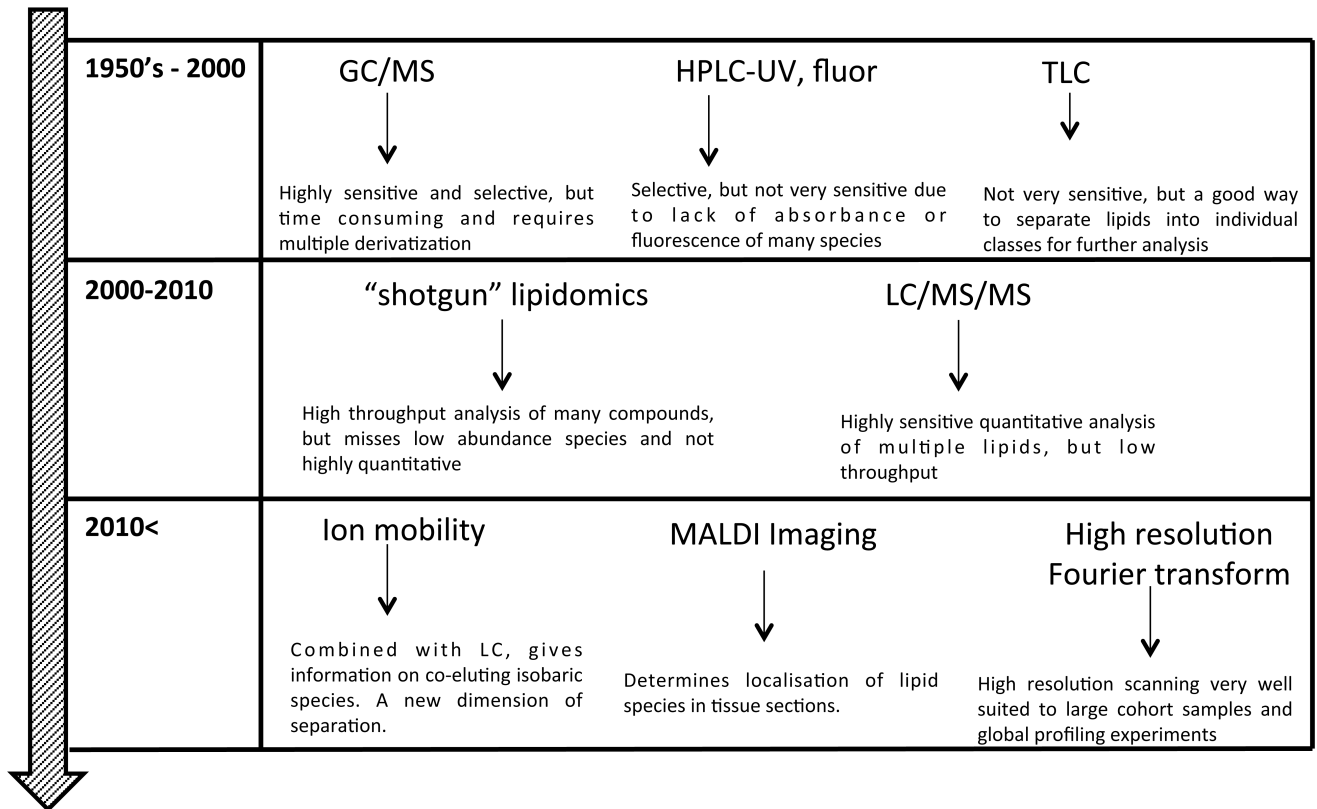 1950's - 2000
GC/MS
HPLC-UV, fluor
TLC
Highly sensitive and selective, but
time consuming and requires
multiple derivatization
Selective, but not very sensitive due
to lack of absorbance or
fluorescence of many species
Not very sensitive, but a good way
to separate lipids into individual
classes for further analysis
2000-2010
“shotgun” lipidomics
LC/MS/MS
High throughput analysis of many compounds,
but misses low abundance species and not
highly quantitative
Highly sensitive quantitative analysis
of multiple lipids, but low
throughput
2010<
Ion mobility
MALDI Imaging
High resolution
Fourier transform
Combined with LC, gives
information on co-eluting isobaric
species. A new dimension of
separation.
Determines localisation of lipid
species in tissue sections.
High resolution scanning very well
suited to large cohort samples and
global profiling experiments